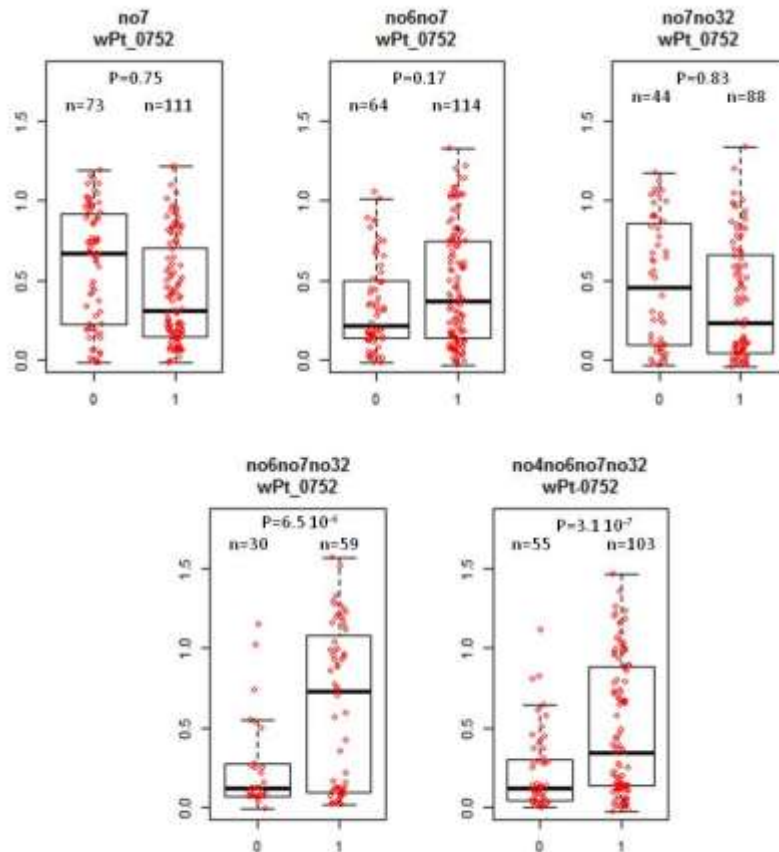 no7
wPt_0752
P=0.75
n=73 n=111
0.0 0.5 1.0 1.5
0 1
no6no7
wPt_0752
P=0.17
n=64 n=114
0.0 0.5 1.0 1.5
0 1
no7no32
wPt_0752
P=0.83
n=44 n=88
0.0 0.5 1.0 1.5
0 1
no6no7no32
wPt_0752
n=30 n=59
0.0 0.5 1.0 1.5
0 1
no4no6no7no32
wPt-0752
P=3.1 10⁻⁷
n=55 n=103
0.0 0.5 1.0 1.5
0 1